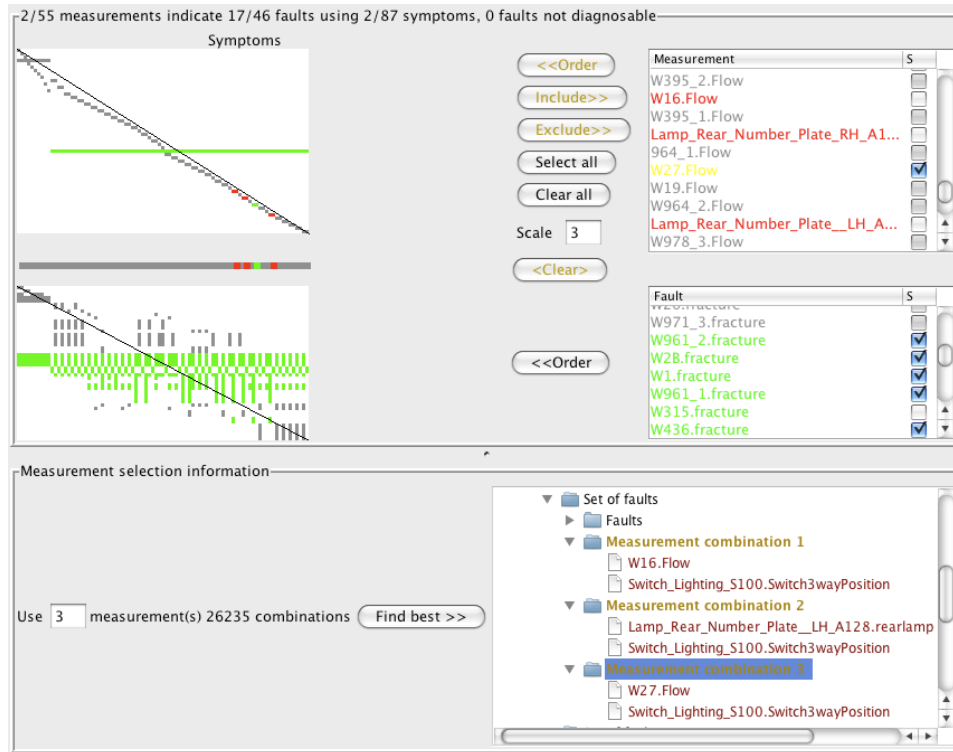 2/55 measurements indicate 17/46 faults using 2/87 symptoms, 0 faults not diagnosable
Symptoms
<<Order
Include>>
Exclude>>
Select all
Clear all
Scale 3
<Clear>
Measurement S
W395_2.Flow
W16.Flow
W395_1.Flow
Lamp_Rear_Number_Plate_RH_A1...
964_1.Flow
W27.Flow
W19.Flow
W964_2.Flow
Lamp_Rear_Number_Plate__LH_A...
W978_3.Flow
<<Order
Fault S
W971_3.fracture
W961_2.fracture
W2B.fracture
W1.fracture
W961_1.fracture
W315.fracture
W436.fracture
Measurement selection information
Use 3 measurement(s) 26235 combinations Find best >>
Set of faults
Faults
Measurement combination 1
W16.Flow
Switch_Lighting_S100.Switch3wayPosition
Measurement combination 2
Lamp_Rear_Number_Plate__LH_A128.rearlamp
Switch_Lighting_S100.Switch3wayPosition
Measurement combination 3
W27.Flow
Switch_Lighting_S100.Switch3wayPosition